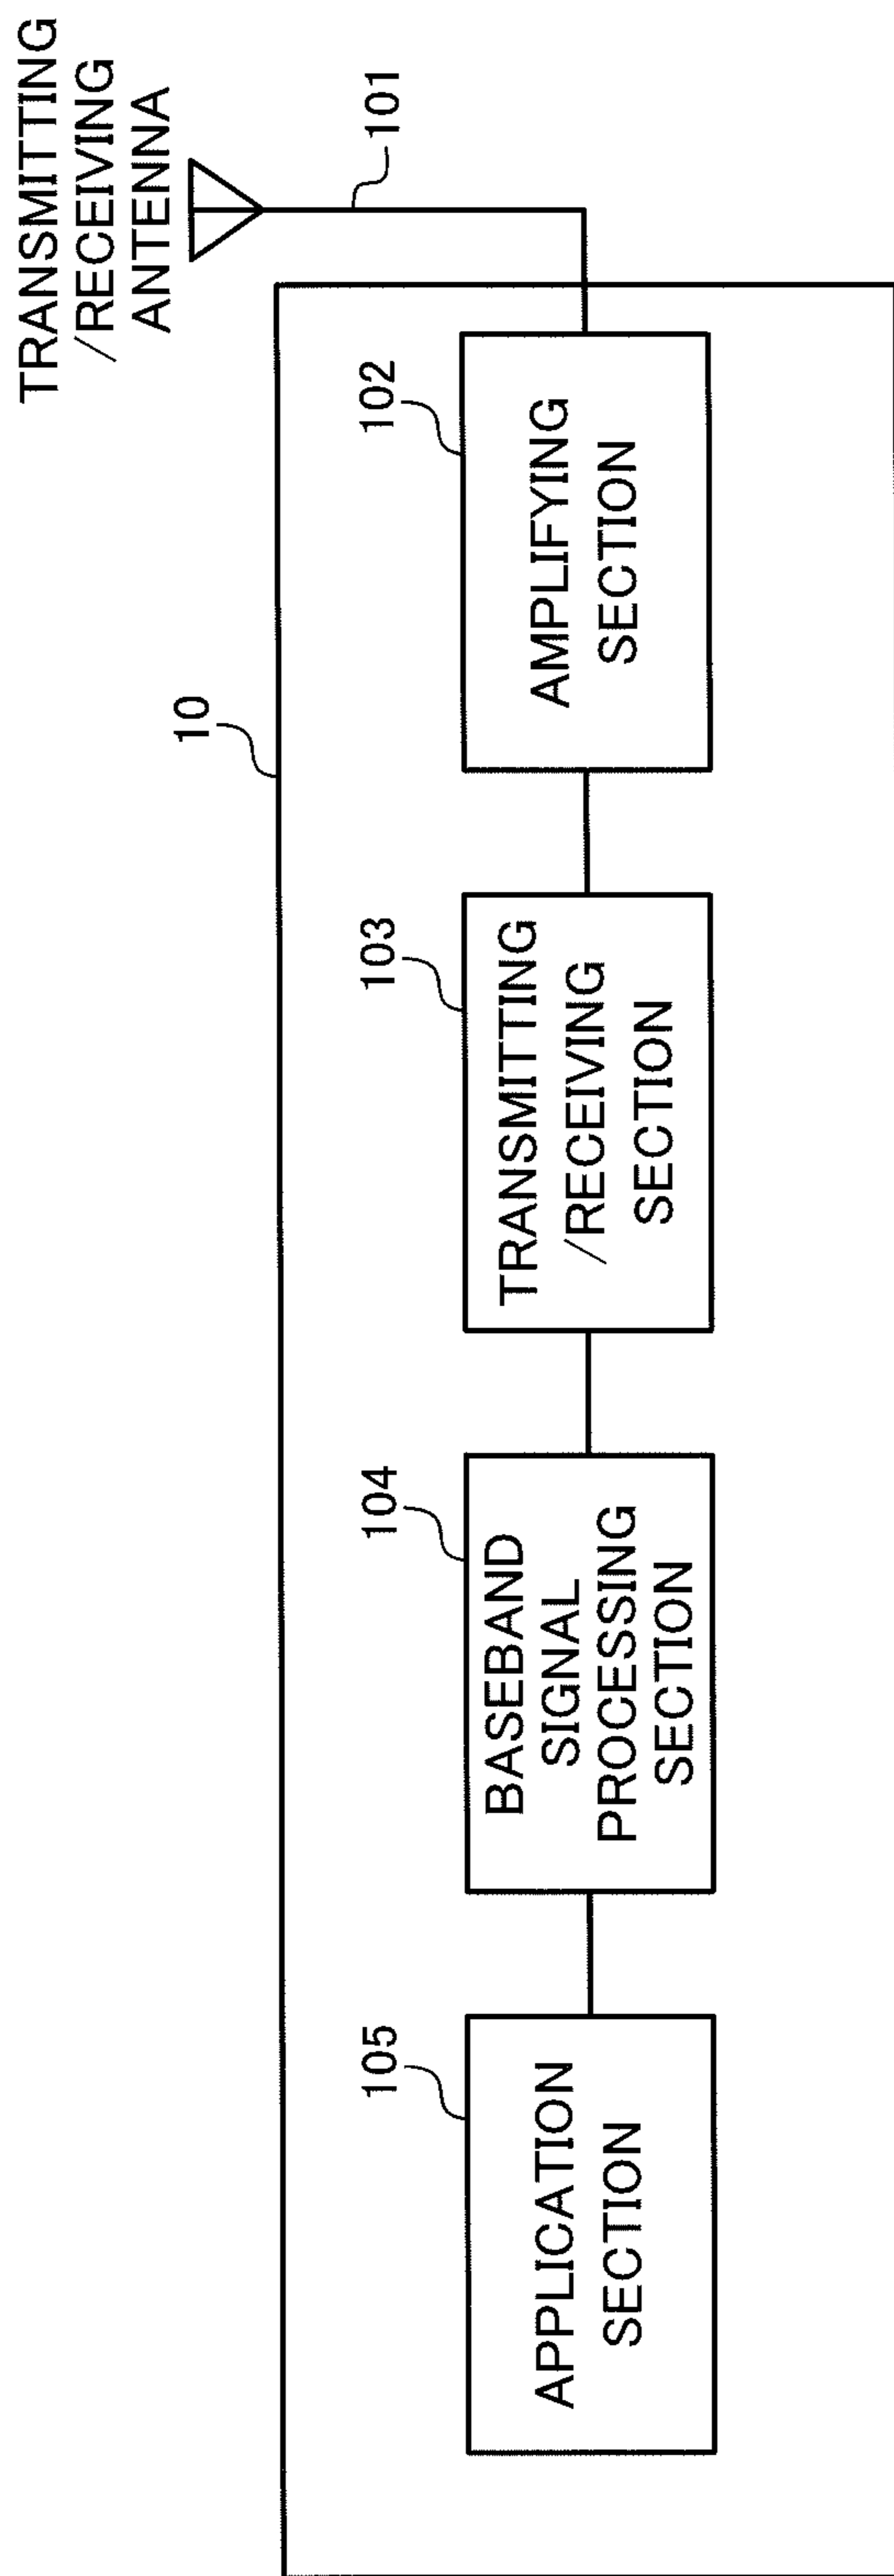 TRANSMITTING
/RECEIVING
ANTENNA
101
10
102
AMPLIFYING
SECTION
103
TRANSMITTING
/RECEIVING
SECTION
104
BASEBAND
SIGNAL
PROCESSING
SECTION
105
APPLICATION
SECTION